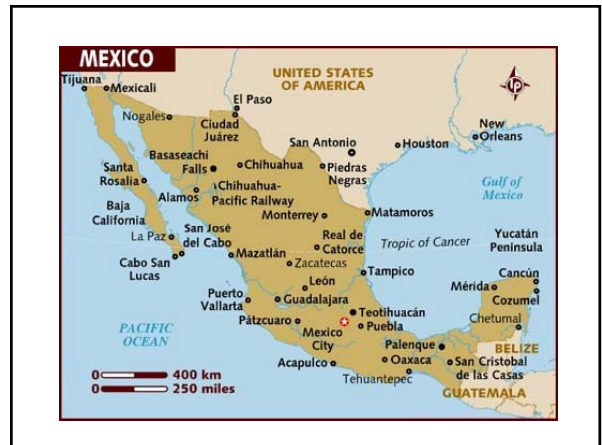 MEXICO
Tijuana
Mexicali
UNITED STATES
OF AMERICA
El Paso
Nogales
Ciudad
Juárez
San Antonio
Houston
New
Orleans
Basaseachi
Falls
Chihuahua
Piedras
Negras
Santa
Rosalia
Gulf of
Mexico
Alamos
Chihuahua-
Pacific Railway
Baja
California
Monterrey
Matamoros
La Paz
San José
del Cabo
Real de
Catorce
Tropic of Cancer
Yucatán
Peninsula
Cabo San
Lucas
Mazatlán
Zacatecas
Tampico
Cancún
Mérida
León
Cozumel
Puerto
Vallarta
Guadalajara
Teotihuacán
Chetumal
Pátzcuaro
Mexico
City
Puebla
PACIFIC
OCEAN
Palenque
BELIZE
Acapulco
Oaxaca
San Cristobal
de las Casas
Tehuantepec
GUATEMALA
0 400 km
0 250 miles
lp